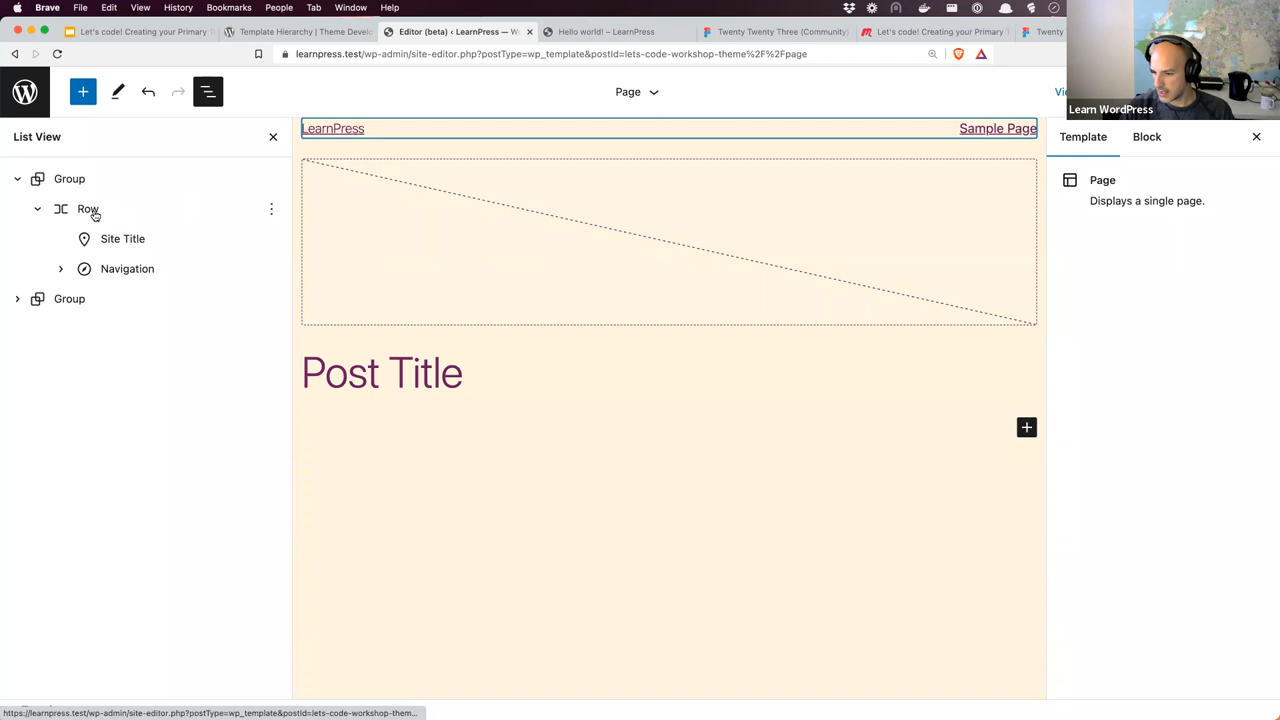 Brave File Edit View History Bookmarks People Tab Window Help
Let's code! Creating your Primary T
Template Hierarchy | Theme Develo
Editor (beta) ‹ LearnPress — Wo
Hello world! – LearnPress
Twenty Twenty Three (Community)
Let's code! Creating your Primary
Twenty
learnpress.test/wp-admin/site-editor.php?postType=wp_template&postId=lets-code-workshop-theme%2F%2Fpage
Page
Learn WordPress
List View
LearnPress
Sample Page
Template
Block
Group
Row
Site Title
Navigation
Group
Page
Displays a single page.
Post Title
https://learnpress.test/wp-admin/site-editor.php?postType=wp_template&postId=lets-code-workshop-them...